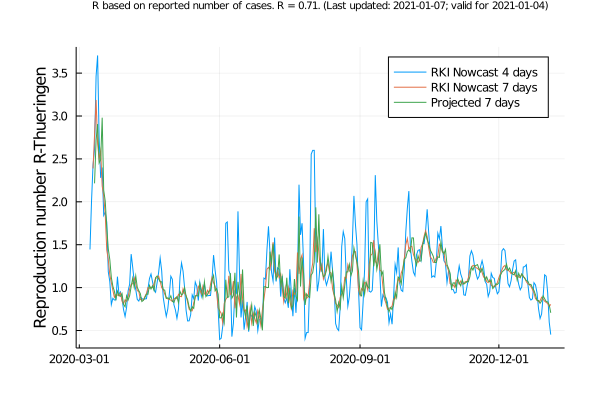 R based on reported number of cases. R = 0.71. (Last updated: 2021-01-07; valid for 2021-01-04)
Reproduction number R-Thueringen
3.5
3.0
2.5
2.0
1.5
1.0
0.5
RKI Nowcast 4 days
RKI Nowcast 7 days
Projected 7 days
2020-03-01
2020-06-01
2020-09-01
2020-12-01